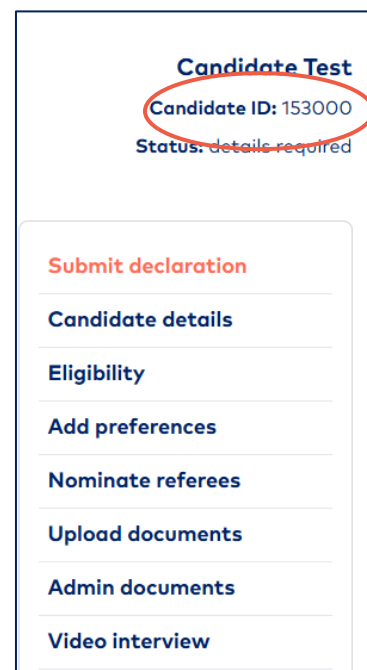 Candidate Test
Candidate ID: 153000
Status: details required
Submit declaration
Candidate details
Eligibility
Add preferences
Nominate referees
Upload documents
Admin documents
Video interview